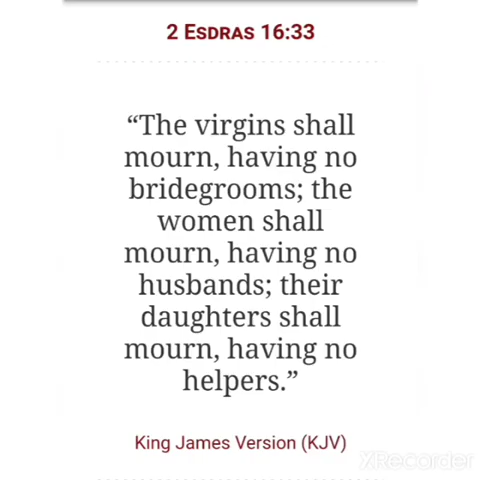 2 ESDRAS 16:33
“The virgins shall
mourn, having no
bridegrooms; the
women shall
mourn, having no
husbands; their
daughters shall
mourn, having no
helpers.”
King James Version (KJV)
XRecorder